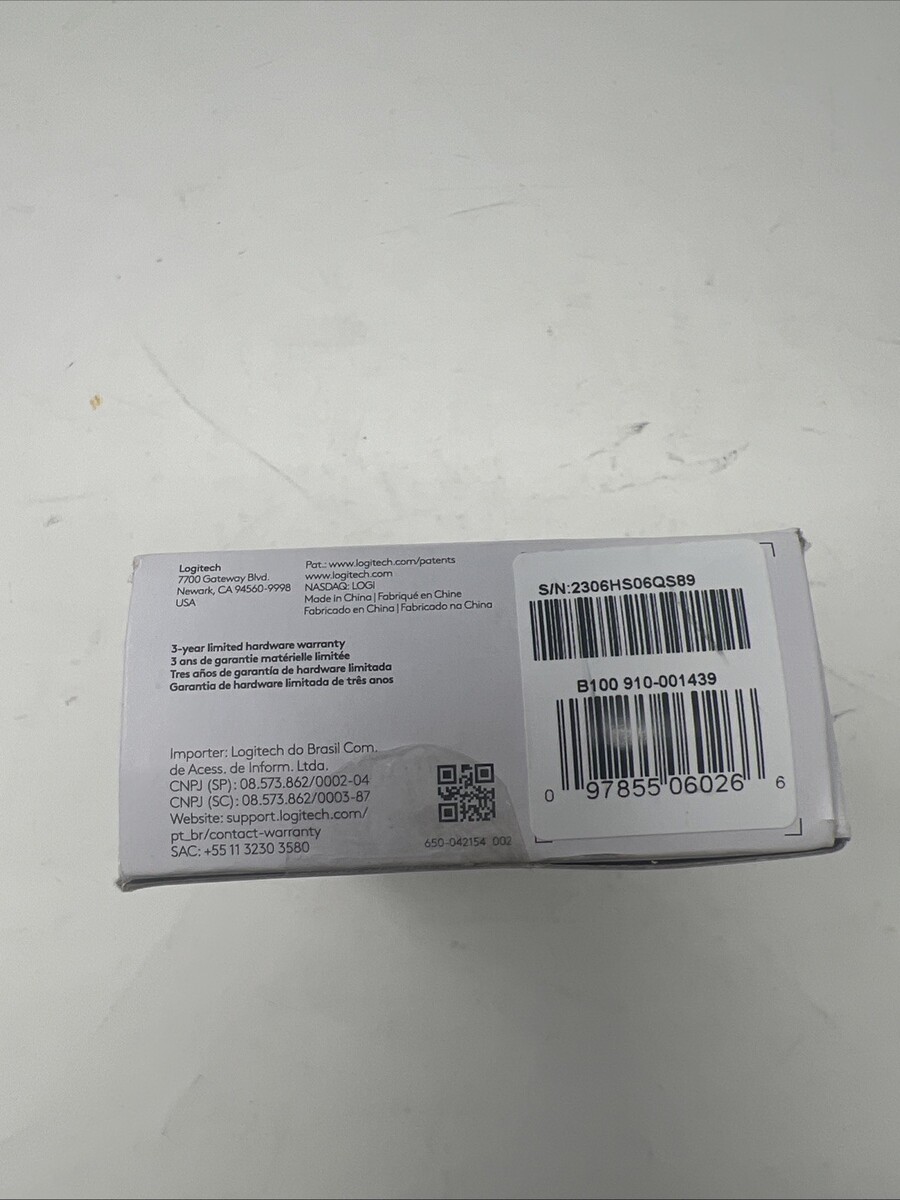 Logitech
7700 Gateway Blvd.
Newark, CA 94560-9998
USA
Pat.: www.logitech.com/patents
www.logitech.com
NASDAQ: LOGI
Made in China | Fabriqué en Chine
Fabricado en China | Fabricado na China
3-year limited hardware warranty
3 ans de garantie matérielle limitée
Tres años de garantía de hardware limitada
Garantia de hardware limitada de três anos
Importer: Logitech do Brasil Com.
de Acess. de Inform. Ltda.
CNPJ (SP): 08.573.862/0002-04
CNPJ (SC): 08.573.862/0003-87
Website: support.logitech.com/
pt_br/contact-warranty
SAC: +55 11 3230 3580
650-042154 002
S/N:2306HS06QS89
B100 910-001439
0 97855 06026 6